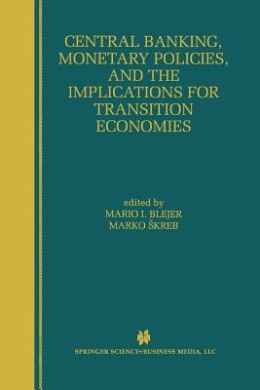 CENTRAL BANKING,
MONETARY POLICIES,
AND THE
IMPLICATIONS FOR
TRANSITION
ECONOMIES
edited by
MARIO I. BLEJER
MARKO ŠKREB
SPRINGER SCIENCE+BUSINESS MEDIA, LLC